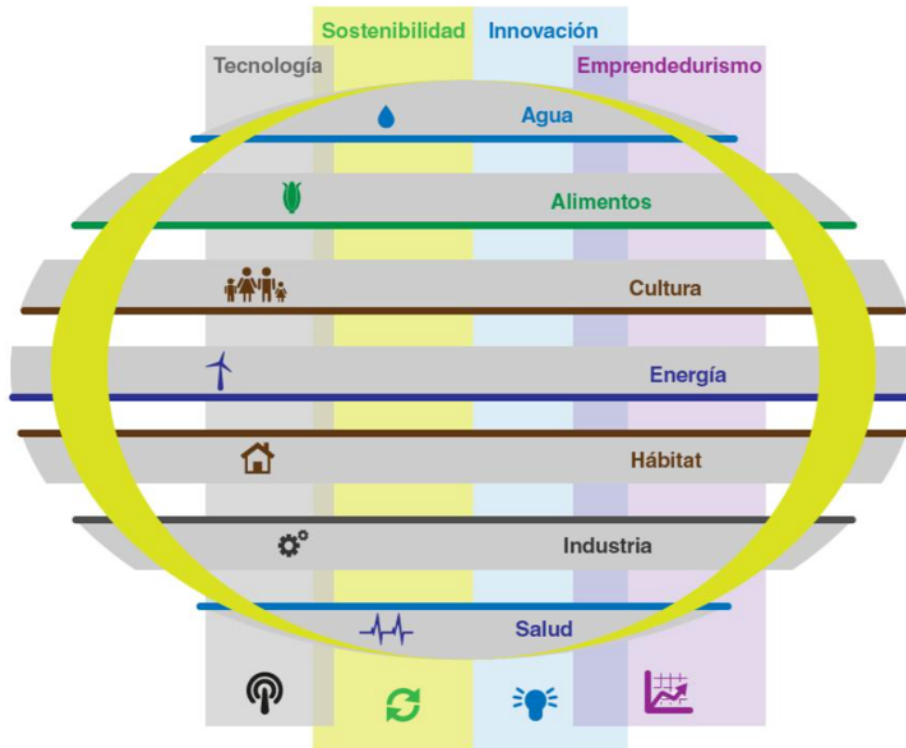 Sostenibilidad Innovación
Tecnología Emprendedurismo
Agua
Alimentos
Cultura
Energía
Hábitat
Industria
Salud